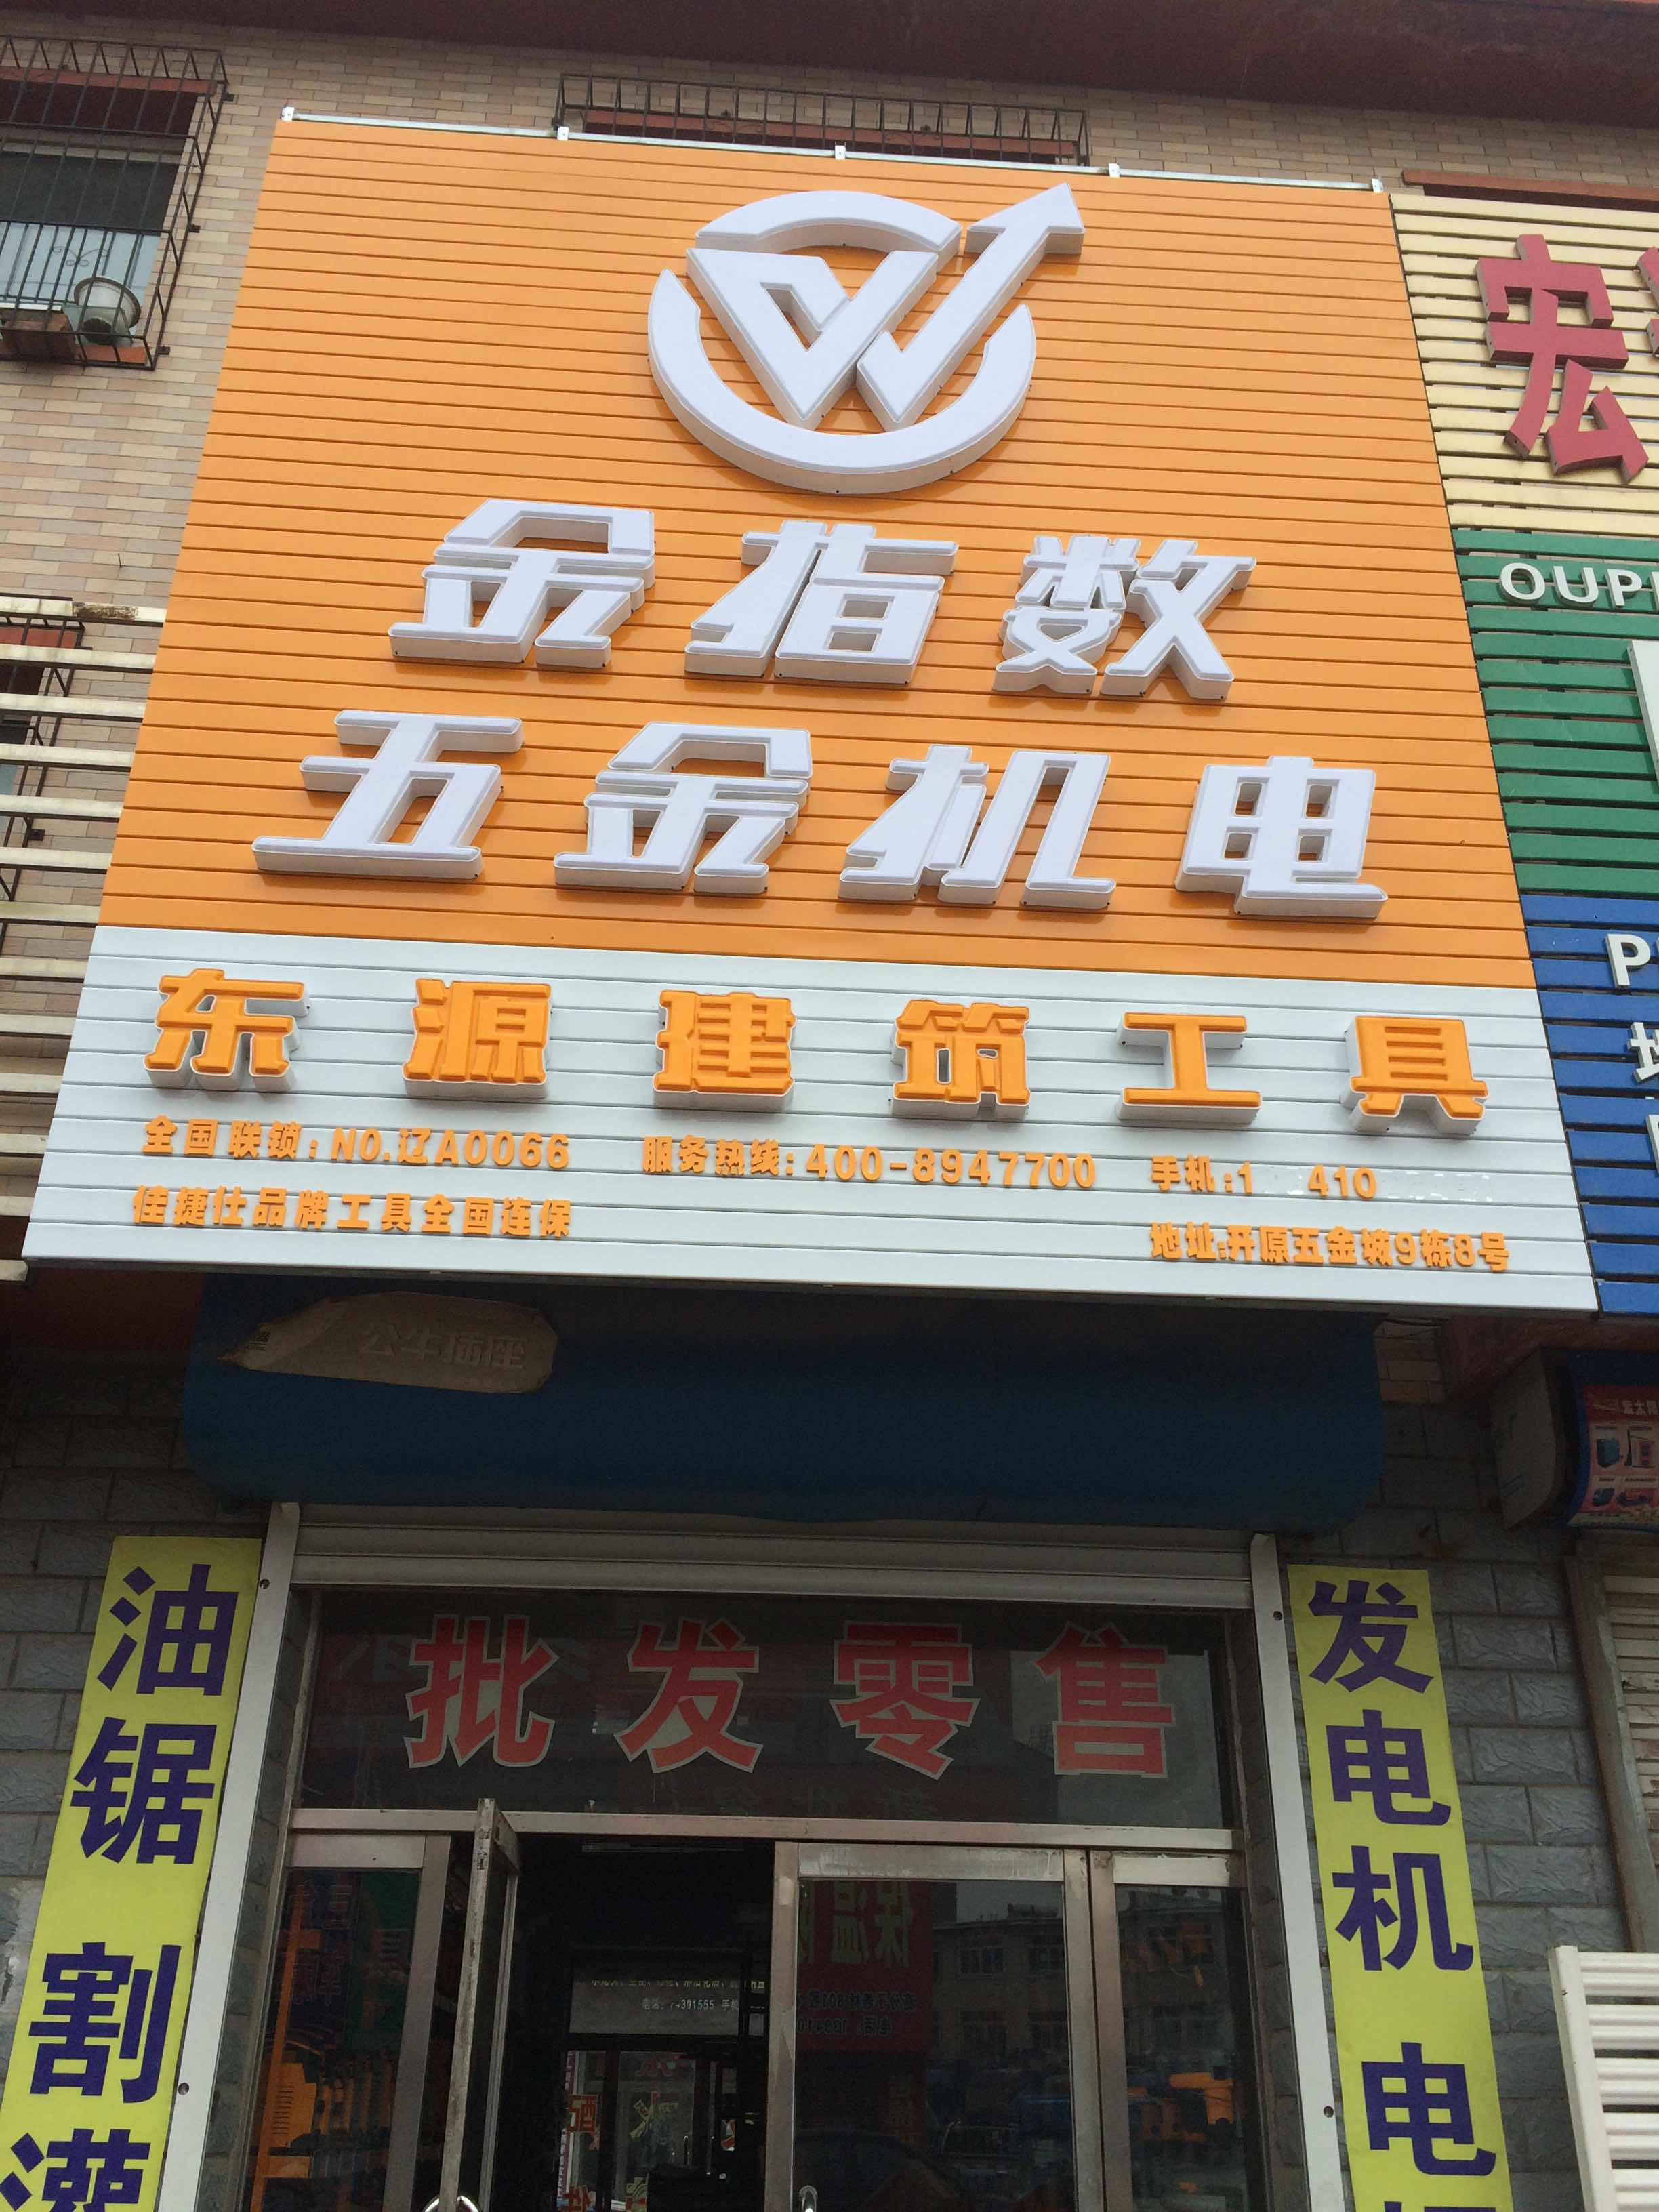 金指数
五金机电
东源建筑工具
全国联锁:NO.辽A0066 服务热线:400-8947700 手机:1 410
佳捷仕品牌工具全国连保
地址:开原五金城9栋8号
宏
OUP
P
公牛插座
批发零售
油锯 割灌
发电机 电